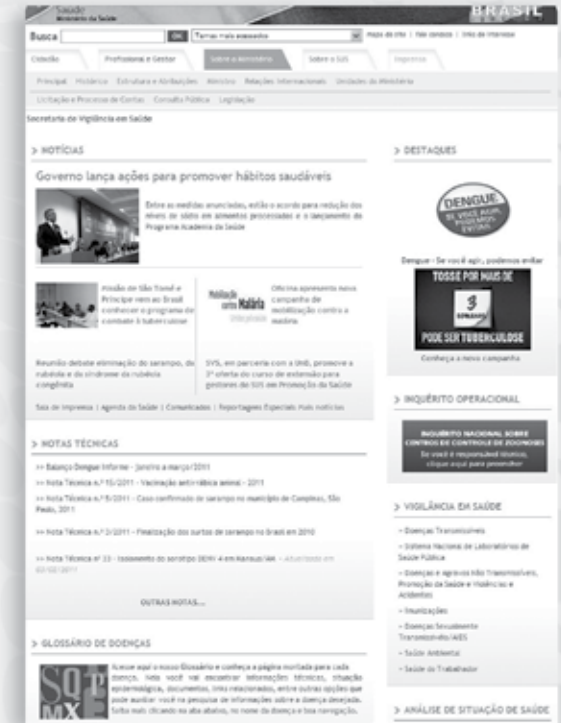 Saúde
Ministério da Saúde
BRASIL
Busca
OK
Temas mais acessados
Mapa do site | Fale conosco | Links de Interesse
Cidadão
Profissional e Gestor
Sobre o Ministério
Sobre o SUS
Imprensa
Principal Histórico Estrutura e Atribuições Ministro Relações Internacionais Unidades do Ministério
Licitação e Processo de Contas Consulta Pública Legislação
Secretaria de Vigilância em Saúde
> NOTÍCIAS
Governo lança ações para promover hábitos saudáveis
Entre as medidas anunciadas, estão o acordo para redução dos
níveis de sódio em alimentos processados e o lançamento do
Programa Academia da Saúde
Missão de São Tomé e
Príncipe vem ao Brasil
conhecer o programa de
combate à tuberculose
Mobilização
contra Malária
Oficina apresenta nova
campanha de
mobilização contra a
malária
Reunião debate eliminação do sarampo, da
rubéola e da síndrome da rubéola
congênita
SVS, em parceria com a UnB, promove a
2ª oferta do curso de extensão para
gestores do SUS em Promoção da Saúde
Sala de Imprensa | Agenda da Saúde | Comunicados | Reportagens Especiais Mais notícias
> NOTAS TÉCNICAS
>> Balanço Dengue Informe - janeiro a março/2011
>> Nota Técnica n.º 15/2011 - Vacinação anti-rábica animal - 2011
>> Nota Técnica n.º 5/2011 - Caso confirmado de sarampo no município de Campinas, São
Paulo, 2011
>> Nota Técnica n.º 3/2011 - Finalização dos surtos de sarampo no Brasil em 2010
>> Nota Técnica nº 33 - Isolamento do sorotipo DENV 4 em Manaus/AM - Atualizado em
03/02/2011
OUTRAS NOTAS...
> GLOSSÁRIO DE DOENÇAS
Acesse aqui o nosso Glossário e conheça a página montada para cada
doença. Nela você vai encontrar informações técnicas, situação
epidemiológica, documentos, links relacionados, entre outras opções que
pode auxiliar você na pesquisa de informações sobre a doença desejada.
Saiba mais clicando na aba abaixo, no nome da doença e boa navegação.
> DESTAQUES
DENGUE
SE VOCÊ AGIR,
PODEMOS
EVITAR
Dengue - Se você agir, podemos evitar
TOSSE POR MAIS DE
3
SEMANAS
PODE SER TUBERCULOSE
Conheça a nova campanha
> INQUÉRITO OPERACIONAL
INQUÉRITO NACIONAL SOBRE
CENTROS DE CONTROLE DE ZOONOSES
Se você é responsável técnico,
clique aqui para preencher
> VIGILÂNCIA EM SAÚDE
- Doenças Transmissíveis
- Sistema Nacional de Laboratórios de
Saúde Pública
- Doenças e Agravos Não Transmissíveis,
Promoção da Saúde e Violências e
Acidentes
- Imunizações
- Doenças Sexualmente
Transmissíveis/AIDS
- Saúde Ambiental
- Saúde do Trabalhador
> ANÁLISE DE SITUAÇÃO DE SAÚDE